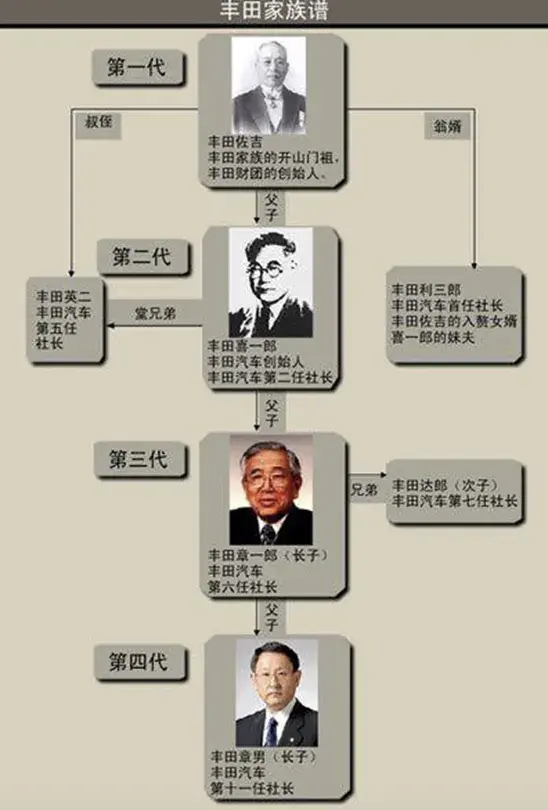 丰田家族谱
第一代
丰田佐吉
丰田家族的开山门祖,
丰田财团的创始人、
叔侄
翁婿
父
子
第二代
丰田喜一郎
丰田汽车创始人
丰田汽车第二任社长
丰田英二
丰田汽车
第五任
社长
堂兄弟
丰田利三郎
丰田汽车首任社长
丰田佐吉的入赘女婿
喜一郎的妹夫
父
子
第三代
丰田章一郎（长子）
丰田汽车
第六任社长
兄弟
丰田达郎（次子）
丰田汽车第七任社长
父
子
第四代
丰田章男（长子）
丰田汽车
第十一任社长